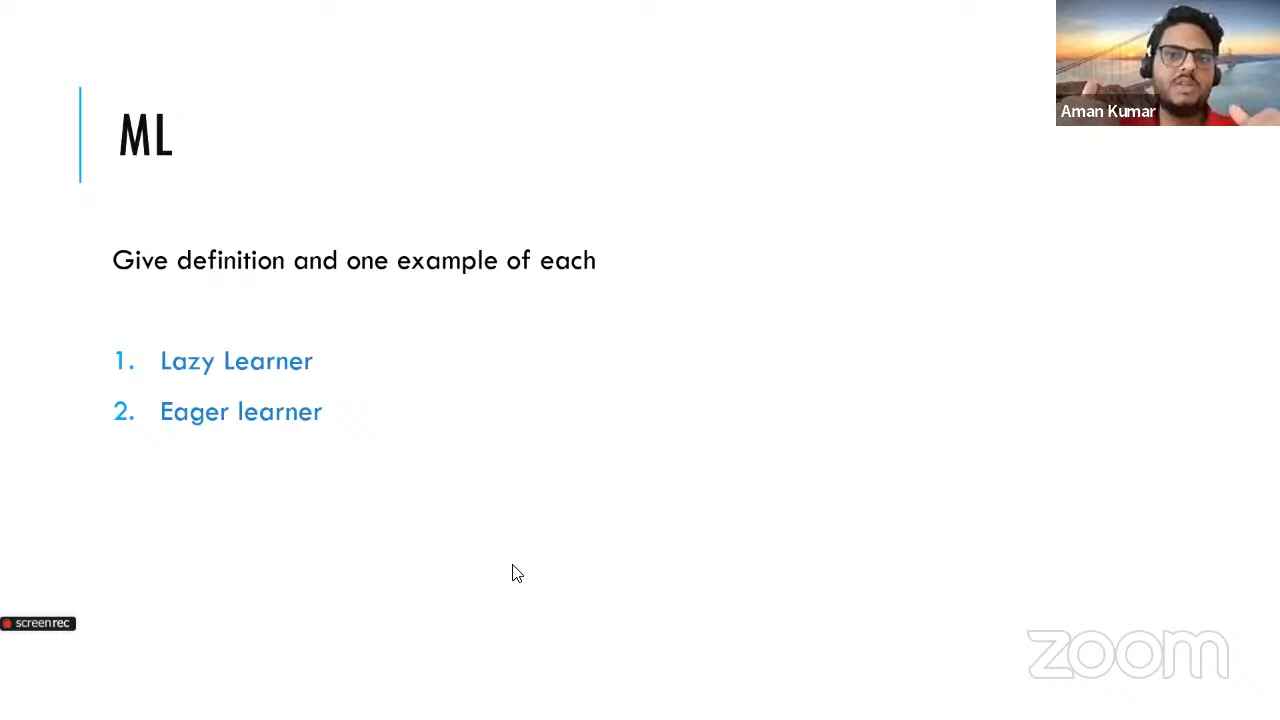 Aman Kumar
ML
Give definition and one example of each
1. Lazy Learner
2. Eager learner
screenrec
zoom